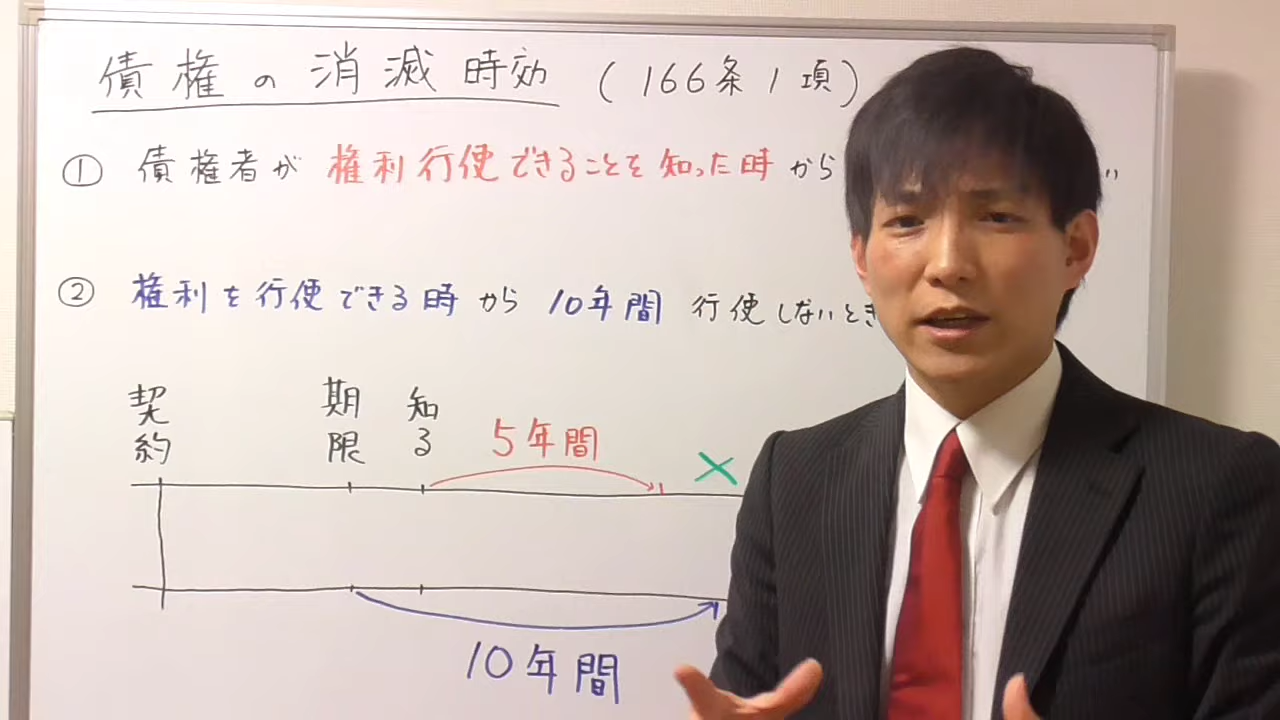 債権の消滅時効 (166条1項)
① 債権者が権利行使できることを知った時から
い
② 権利を行使できる時から10年間行使しないとき
契約
期限
知る
5年間
×
10年間